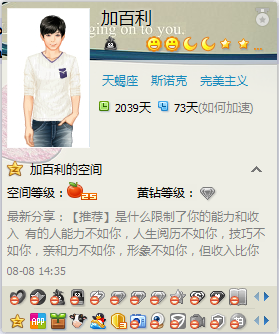 加百利
ging on to you.
天蝎座 斯诺克 完美主义
2039天 73天(如何加速)
加百利的空间
空间等级： 25 黄钻等级：
最新分享：【推荐】是什么限制了你的能力和收
入 有的人能力不如你，人生阅历不如你，技巧不
如你，亲和力不如你，形象不如你，但收入比你
08-08 14:35
APP